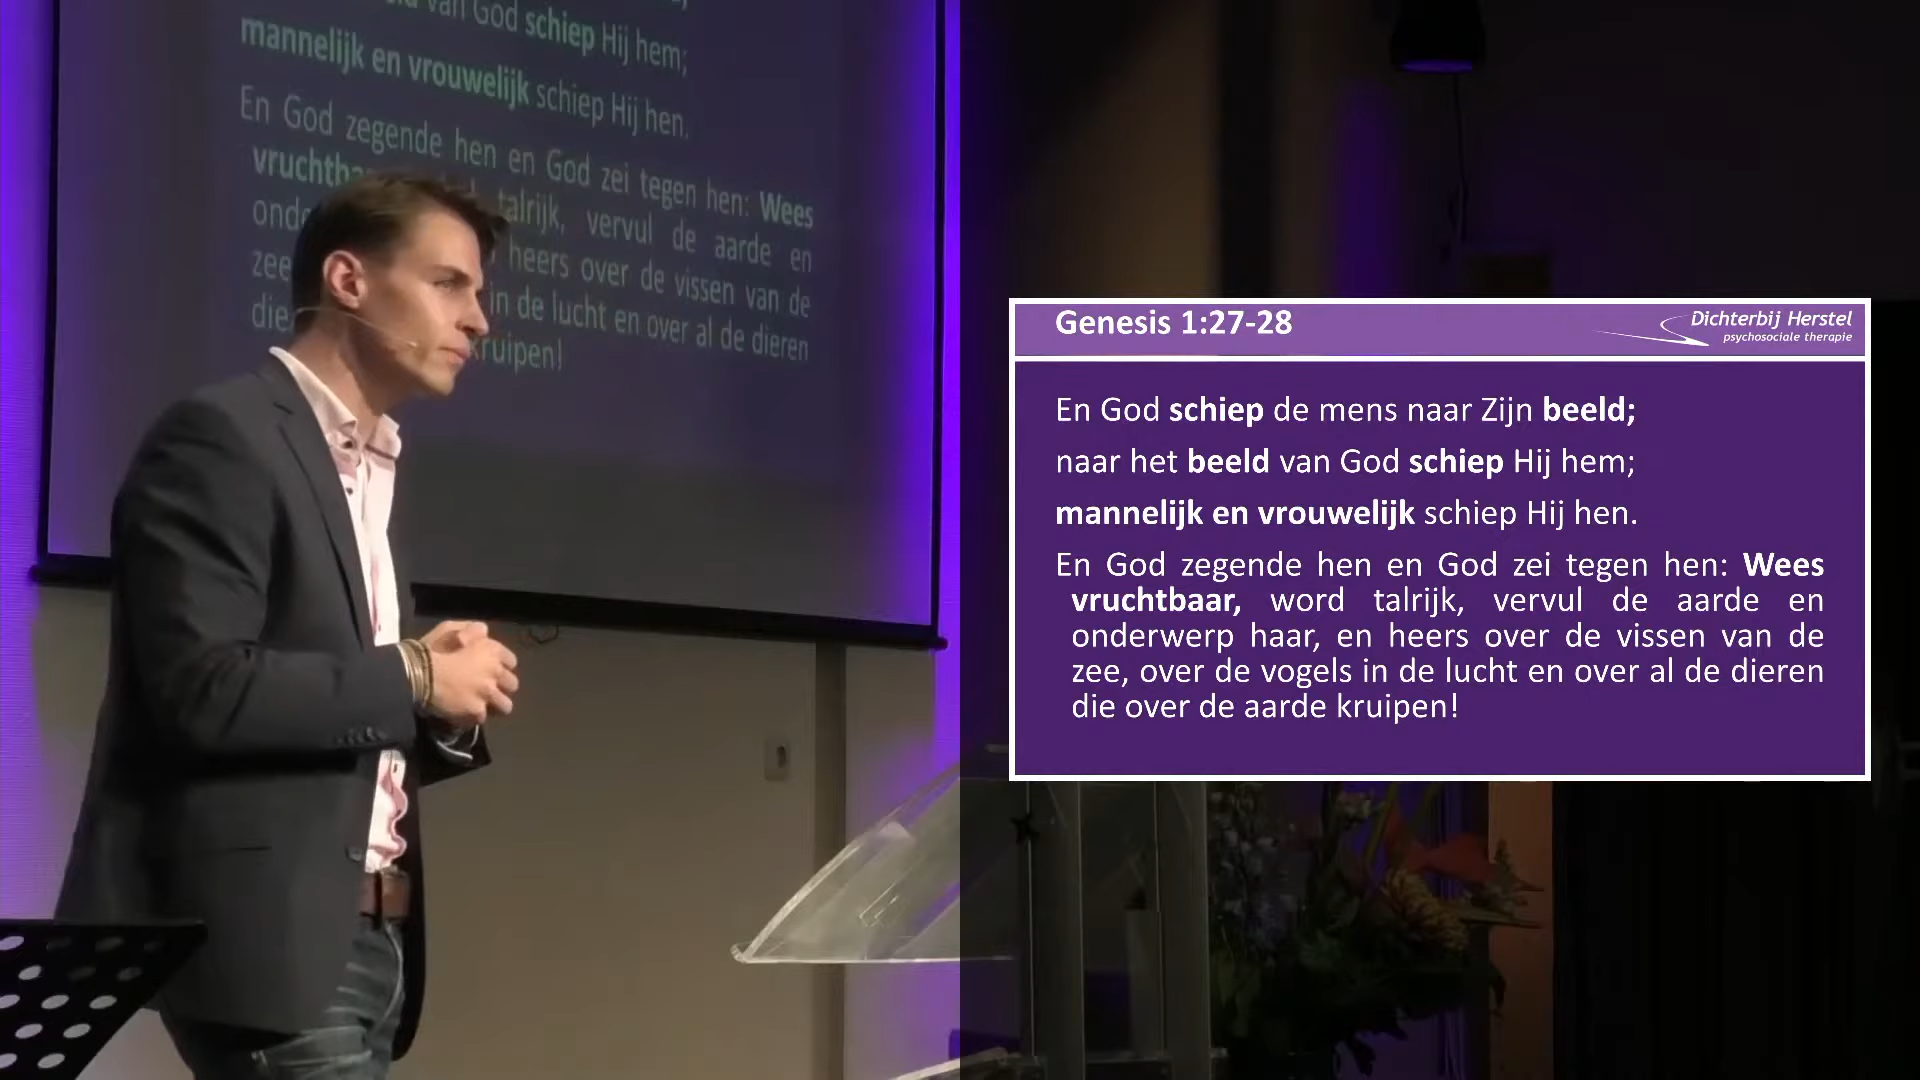 van God schiep Hij hem;
mannelijk en vrouwelijk schiep Hij hen.
En God zegende hen en God zei tegen hen: Wees
talrijk, vervul de aarde en
heers over de vissen van de
in de lucht en over al de dieren
kruipen!
Genesis 1:27-28
Dichterbij Herstel
psychosociale therapie
En God schiep de mens naar Zijn beeld;
naar het beeld van God schiep Hij hem;
mannelijk en vrouwelijk schiep Hij hen.
En God zegende hen en God zei tegen hen: Wees
vruchtbaar, word talrijk, vervul de aarde en
onderwerp haar, en heers over de vissen van de
zee, over de vogels in de lucht en over al de dieren
die over de aarde kruipen!